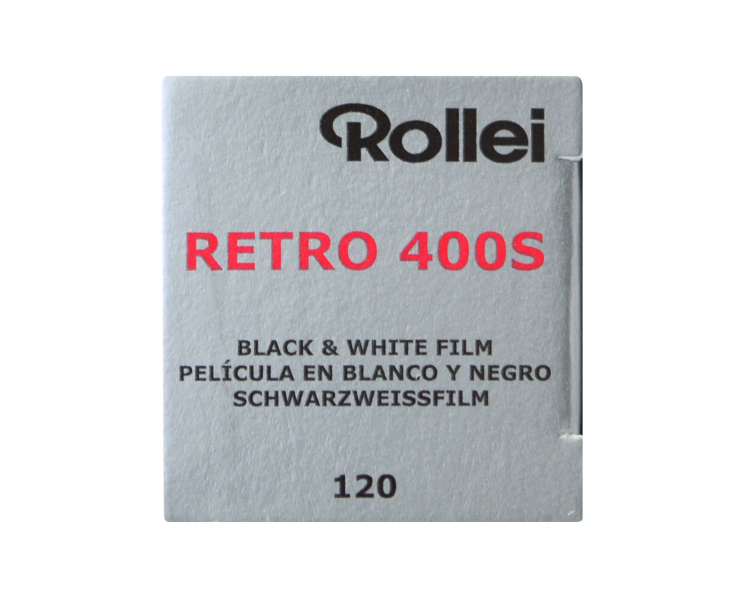 Rollei
RETRO 400S
BLACK & WHITE FILM
PELÍCULA EN BLANCO Y NEGRO
SCHWARZWEISSFILM
120